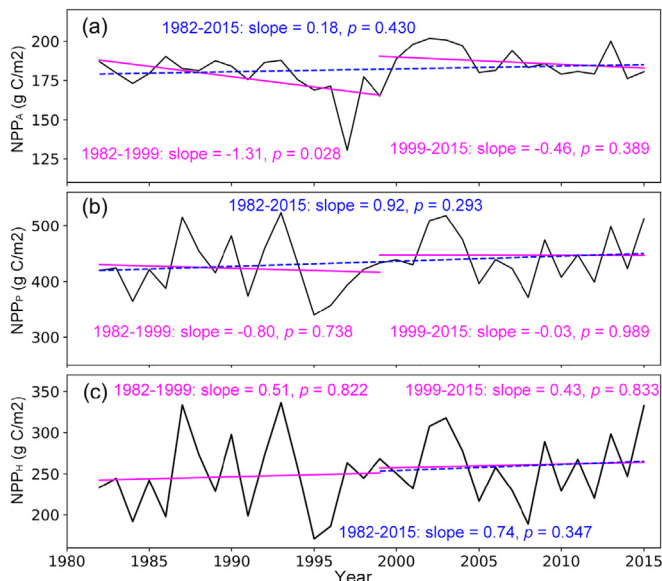 (a)
1982-2015: slope = 0.18, p = 0.430
200
175
150
125
NPPA (g C/m2)
1982-1999: slope = -1.31, p = 0.028
1999-2015: slope = -0.46, p = 0.389
(b)
1982-2015: slope = 0.92, p = 0.293
500
400
300
NPPP (g C/m2)
1982-1999: slope = -0.80, p = 0.738
1999-2015: slope = -0.03, p = 0.989
(c)
1982-1999: slope = 0.51, p = 0.822
1999-2015: slope = 0.43, p = 0.833
350
300
250
200
NPPH (g C/m2)
1982-2015: slope = 0.74, p = 0.347
1980 1985 1990 1995 2000 2005 2010 2015
Year